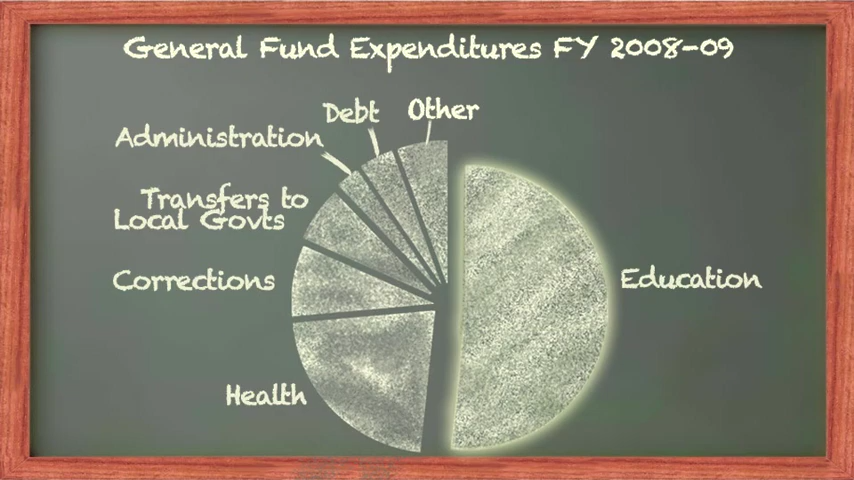 General Fund Expenditures FY 2008-09
Debt
Other
Administration
Transfers to
Local Govts
Corrections
Education
Health